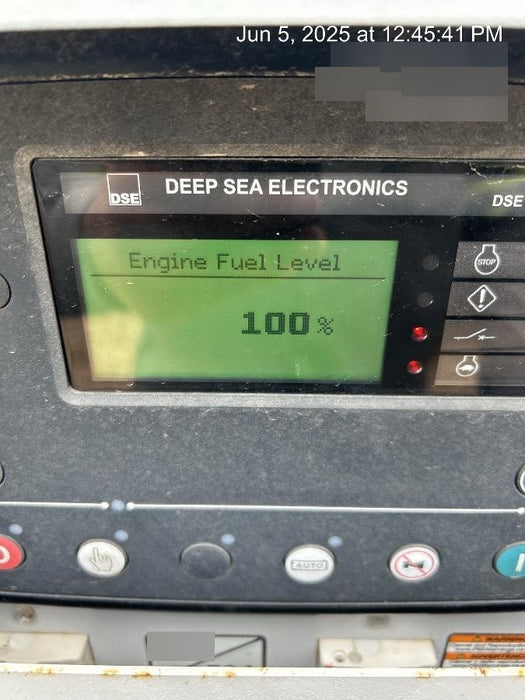 Jun 5, 2025 at 12:45:41 PM
DSE
DEEP SEA ELECTRONICS
DSE
Engine Fuel Level
STOP
100%
AUTO
WARNING